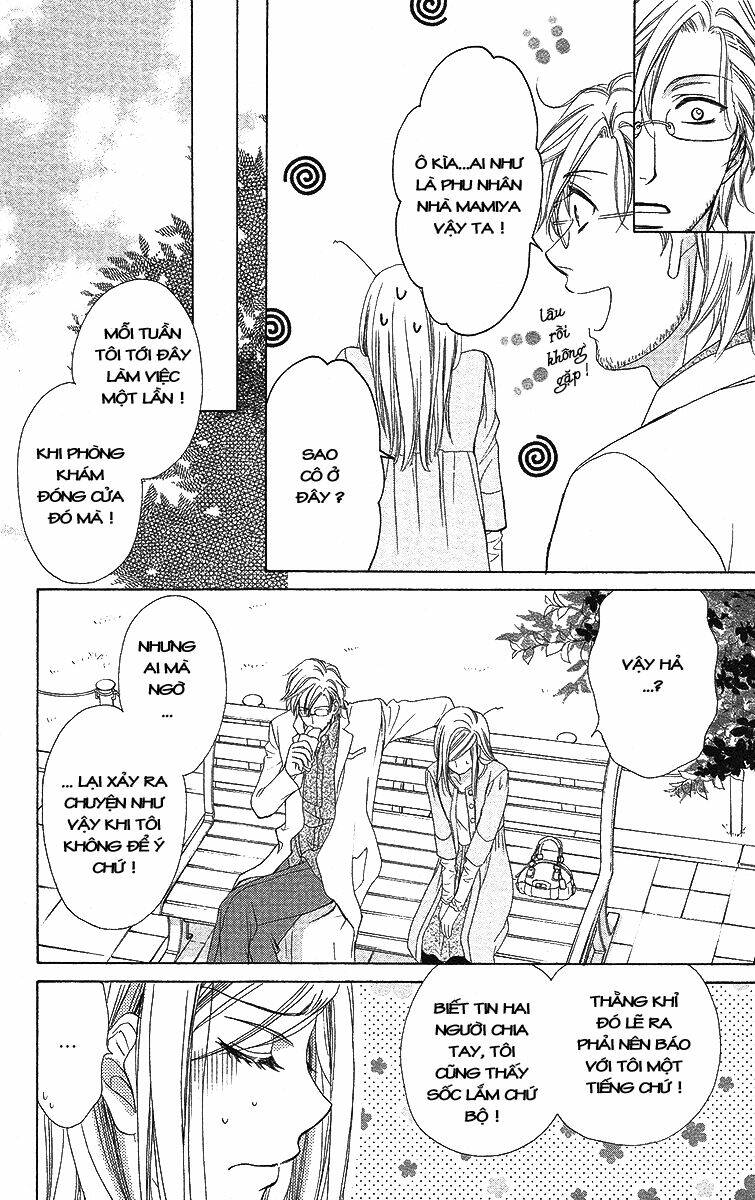 Ô KÌA...AI NHƯ
LÀ PHU NHÂN
NHÀ MAMIYA
VẬY TA !
lâu
rồi
không
gặp !
SAO
CÔ Ở
ĐÂY ?
MỖI TUẦN
TÔI TỚI ĐÂY
LÀM VIỆC
MỘT LẦN !
KHI PHÒNG
KHÁM
ĐÓNG CỬA
ĐÓ MÀ !
VẬY HẢ
...?
NHƯNG
AI MÀ
NGỜ
...
... LẠI XẢY RA
CHUYỆN NHƯ
VẬY KHI TÔI
KHÔNG ĐỂ Ý
CHỨ !
THẰNG KHỈ
ĐÓ LẼ RA
PHẢI NÊN BÁO
VỚI TÔI MỘT
TIẾNG CHỨ !
BIẾT TIN HAI
NGƯỜI CHIA
TAY, TÔI
CŨNG THẤY
SỐC LẮM CHỨ
BỘ !
...